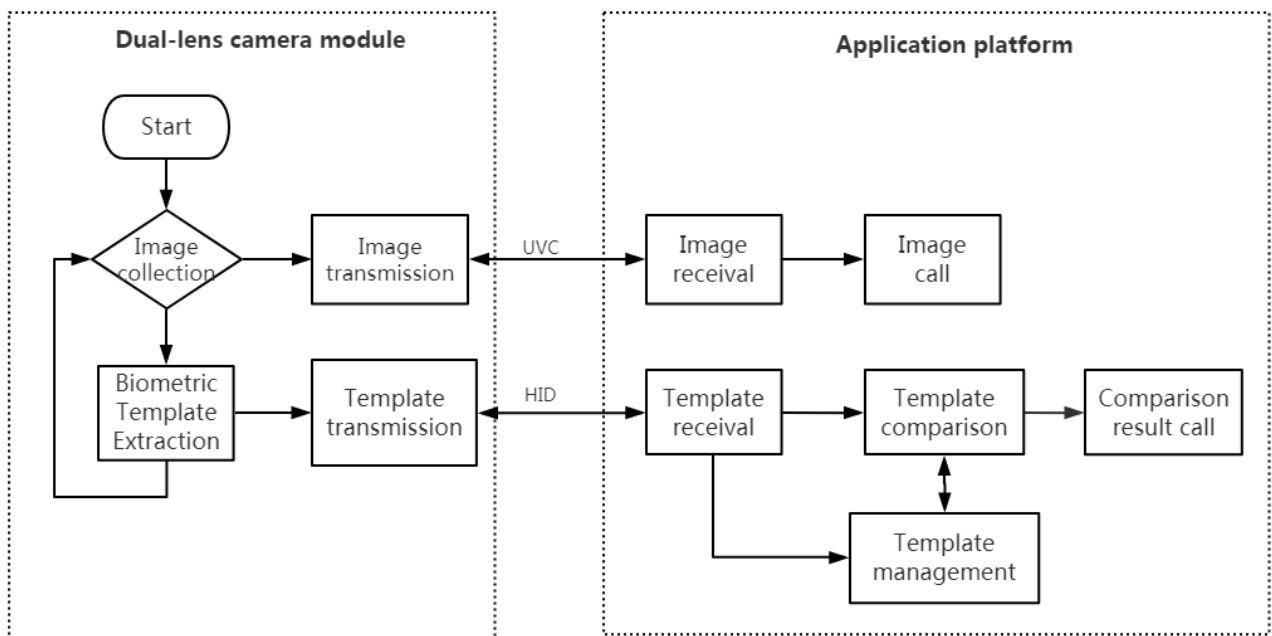 Dual-lens camera module
Application platform
Start
Image
collection
Image
transmission
UVC
Image
receival
Image
call
Biometric
Template
Extraction
Template
transmission
HID
Template
receival
Template
comparison
Comparison
result call
Template
management